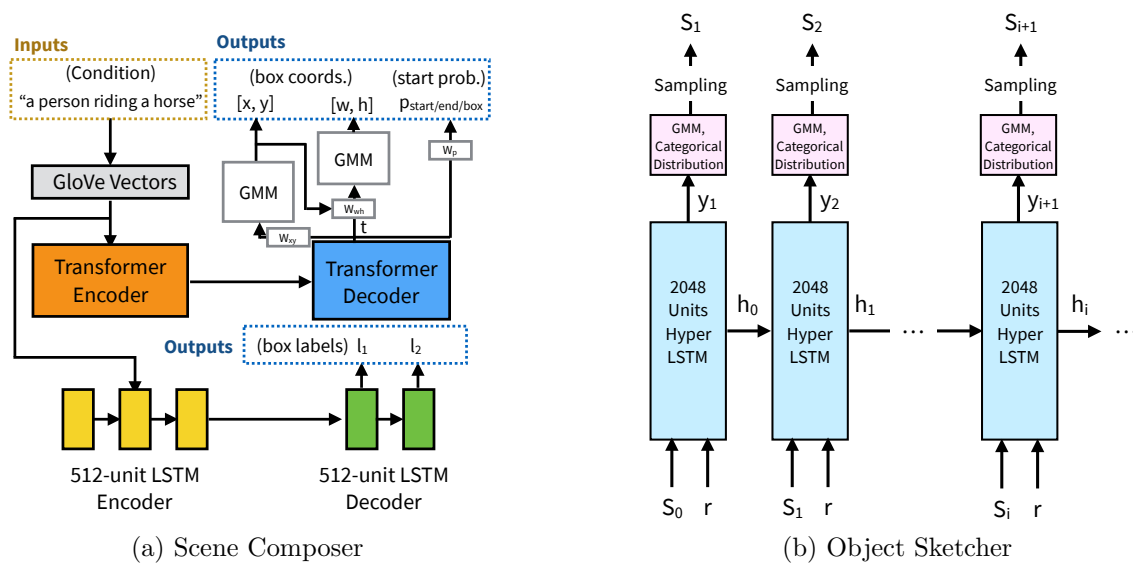 Inputs
(Condition)
“a person riding a horse”
GloVe Vectors
Transformer
Encoder
Outputs
(box coords.)
(start prob.)
[x, y]
[w, h]
pstart/end/box
GMM
GMM
Wp
Wwh
Wxy
t
Transformer
Decoder
Outputs
(box labels) l1 l2
512-unit LSTM
Encoder
512-unit LSTM
Decoder
(a) Scene Composer
S1
S2
Si+1
Sampling
Sampling
Sampling
GMM,
Categorical
Distribution
GMM,
Categorical
Distribution
GMM,
Categorical
Distribution
y1
y2
yi+1
2048
Units
Hyper
LSTM
h0
2048
Units
Hyper
LSTM
h1
...
2048
Units
Hyper
LSTM
hi
...
S0 r
S1 r
Si r
(b) Object Sketcher